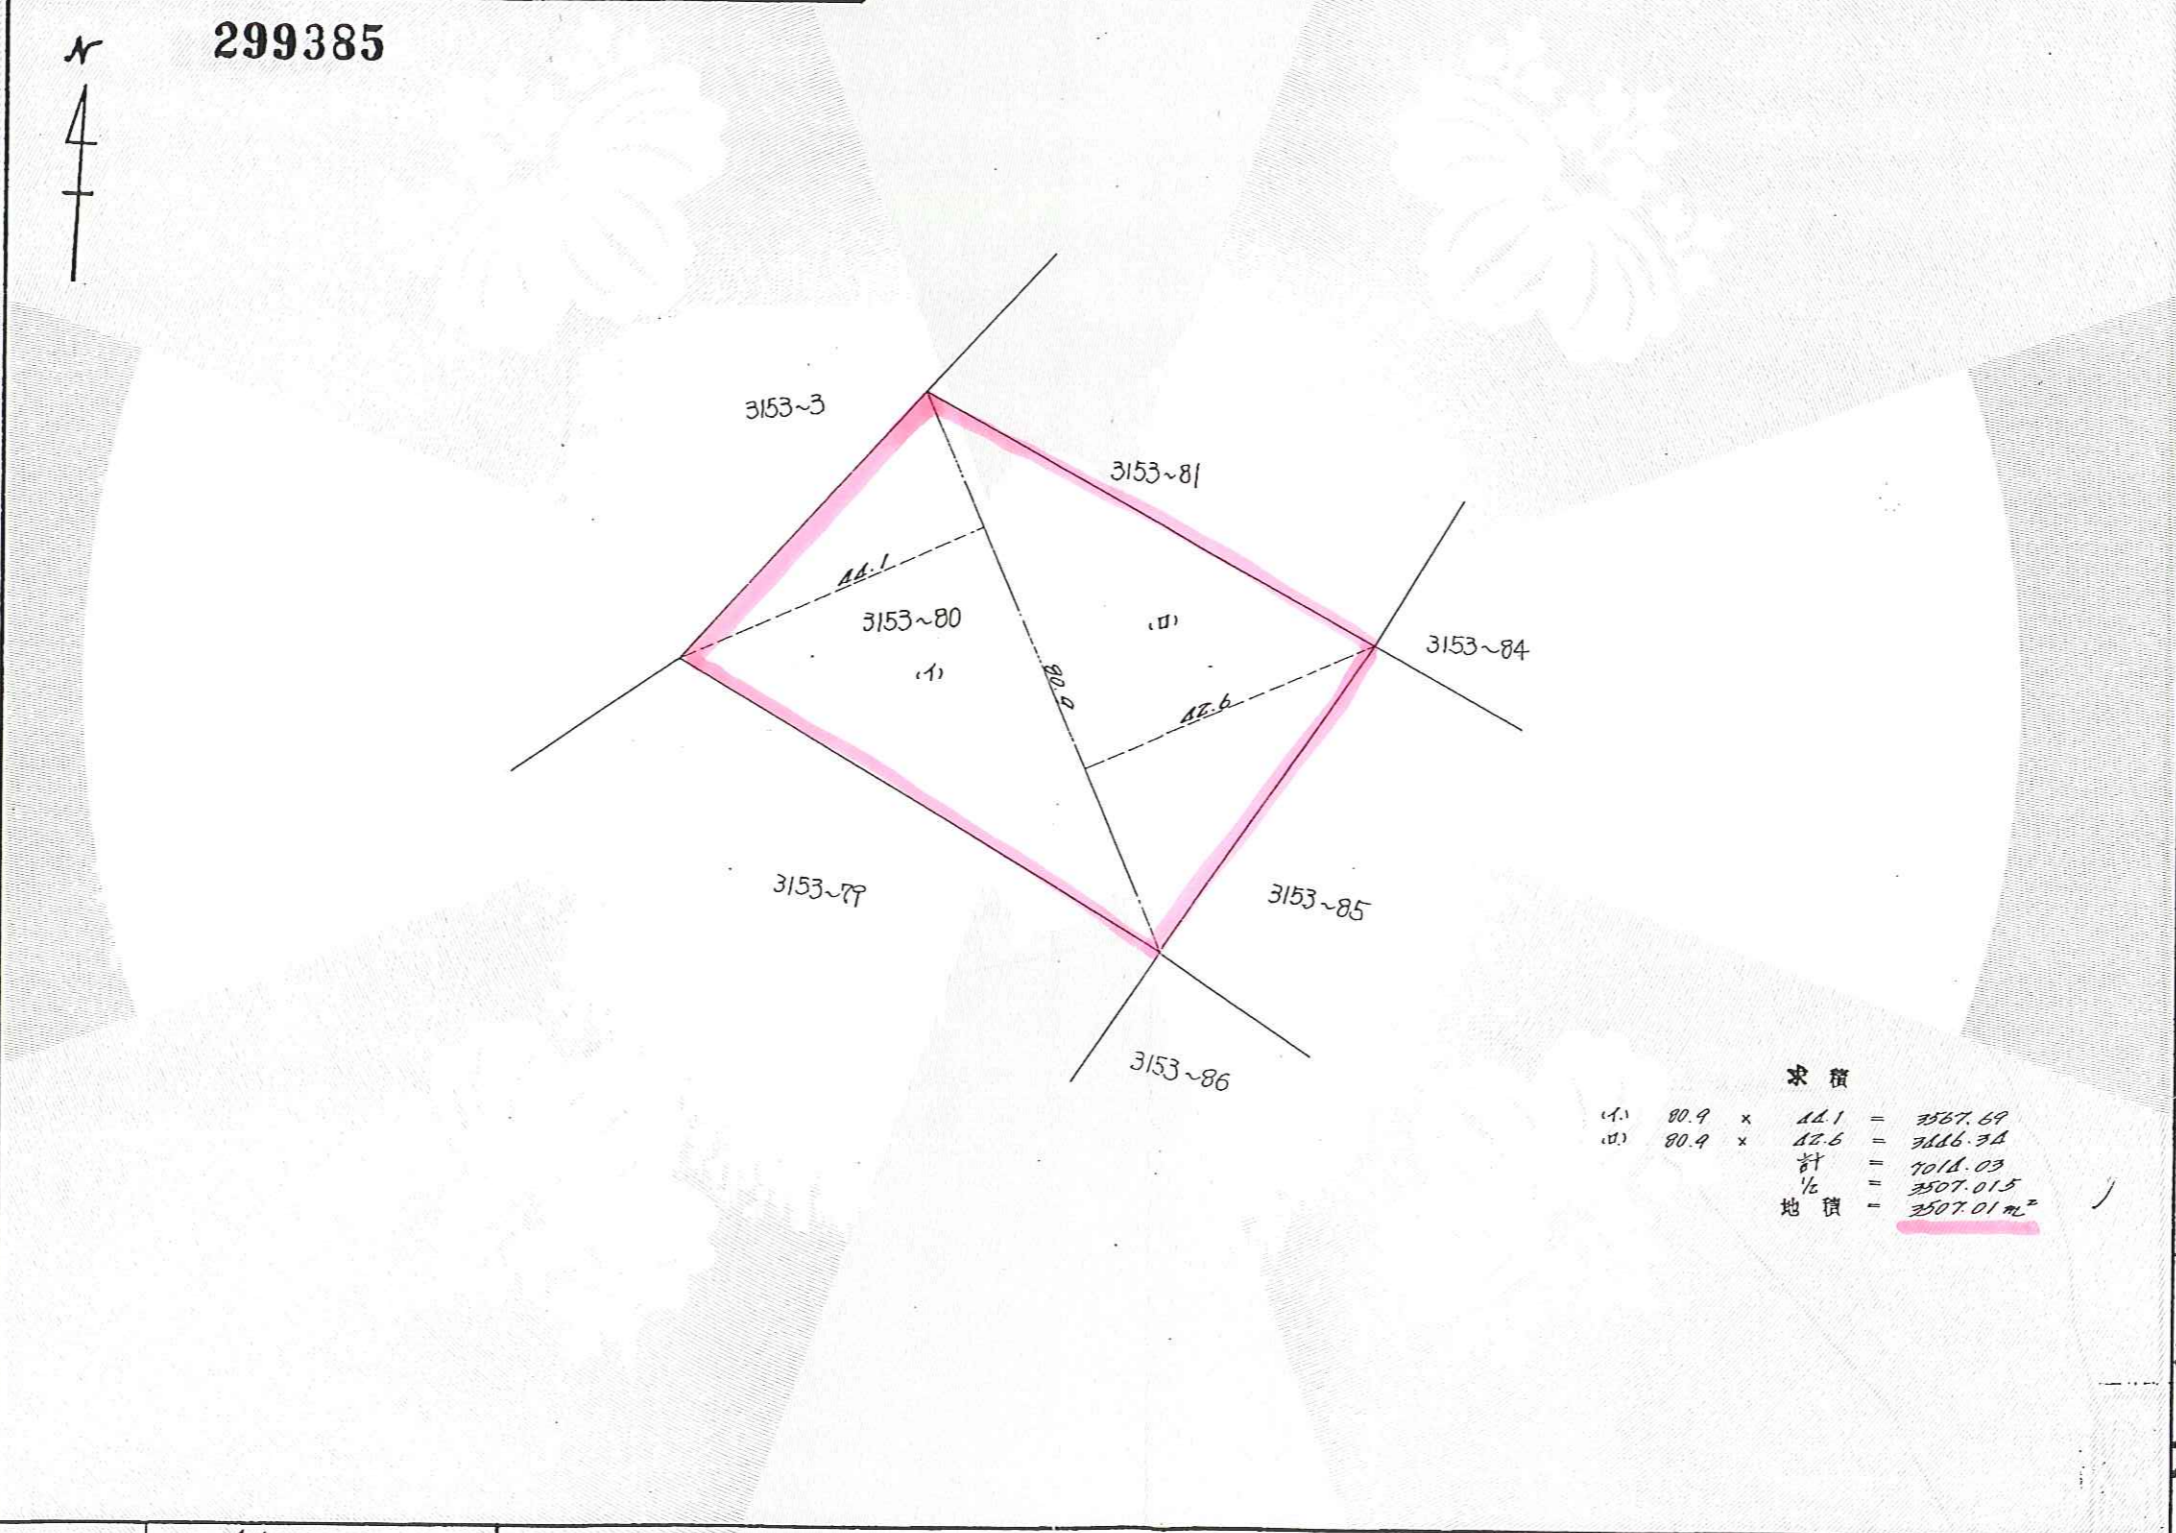 N
299385
3153~3
3153~81
44.1
3153~80
(ロ)
3153~84
(イ)
80.9
42.6
3153~79
3153~85
3153~86
求積
(イ) 80.9 × 44.1 = 3567.69
(ロ) 80.9 × 42.6 = 3446.34
計 = 7014.03
1/2 = 3507.015
地積 = 3507.01 m²